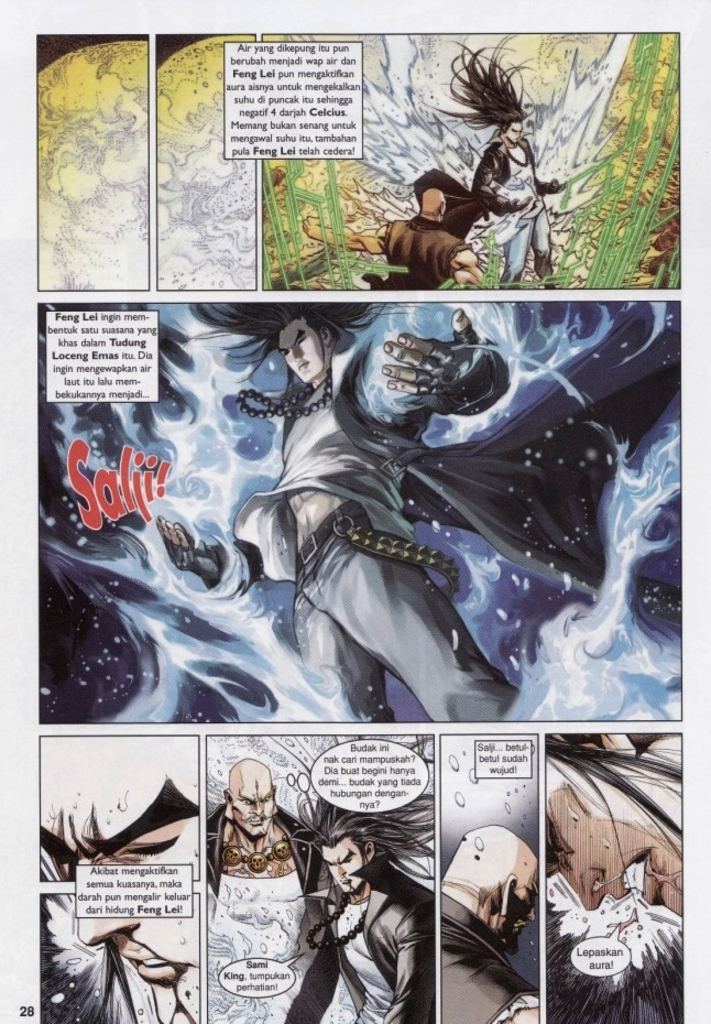 Air yang dikepung itu pun
berubah menjadi wap air dan
Feng Lei pun mengaktifkan
aura aisnya untuk mengekalkan
suhu di puncak itu sehingga
negatif 4 darjah Celcius.
Memang bukan senang untuk
mengawal suhu itu, tambahan
pula Feng Lei telah cedera!
Feng Lei ingin mem-
bentuk satu suasana yang
khas dalam Tudung
Loceng Emas itu. Dia
ingin mengewapkan air
laut itu lalu mem-
bekukannya menjadi...
Salji!
Akibat mengaktifkan
semua kuasanya, maka
darah pun mengalir keluar
dari hidung Feng Lei!
Budak ini
nak cari mampuskah?
Dia buat begini hanya
demi... budak yang tiada
hubungan dengan-
nya?
Sami
King, tumpukan
perhatian!
Salji... betul-
betul sudah
wujud!
Lepaskan
aura!
28